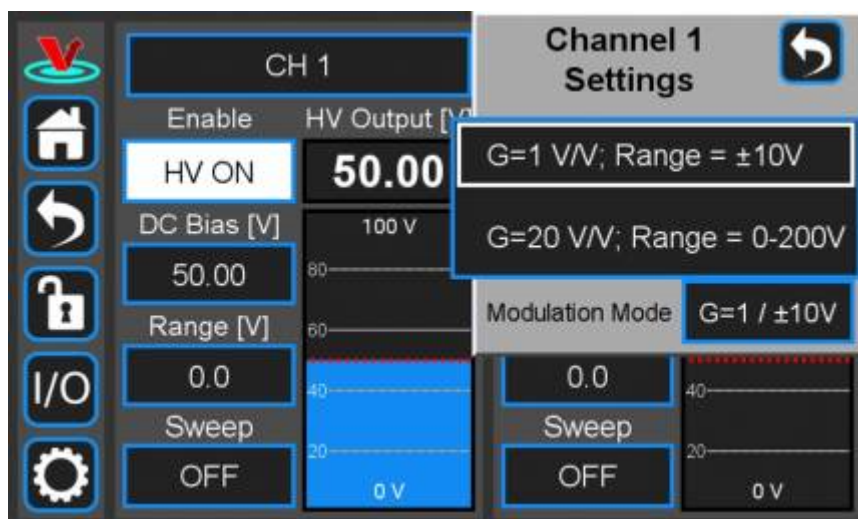 CH 1
Enable
HV Output [V]
HV ON
50.00
DC Bias [V]
50.00
Range [V]
0.0
Sweep
OFF
100 V
80
60
40
20
0 V
I/O
Channel 1
Settings
G=1 V/V; Range = ±10V
G=20 V/V; Range = 0-200V
Modulation Mode
G=1 / ±10V
0.0
Sweep
OFF
40
20
0 V